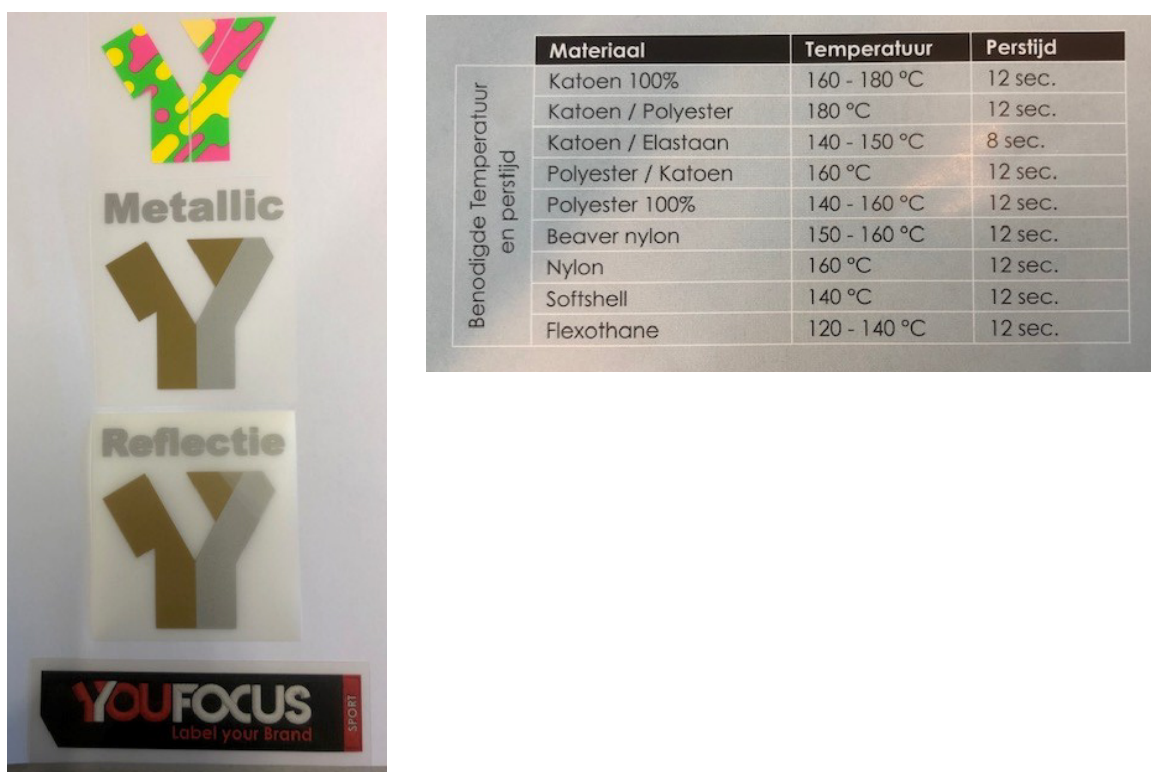 Metallic
Reflectie
YOUFOCUS
Label your Brand
SPORT
Benodigde Temperatuur
en perstijd
Materiaal Temperatuur Perstijd
Katoen 100% 160 - 180 °C 12 sec.
Katoen / Polyester 180 °C 12 sec.
Katoen / Elastaan 140 - 150 °C 8 sec.
Polyester / Katoen 160 °C 12 sec.
Polyester 100% 140 - 160 °C 12 sec.
Beaver nylon 150 - 160 °C 12 sec.
Nylon 160 °C 12 sec.
Softshell 140 °C 12 sec.
Flexothane 120 - 140 °C 12 sec.